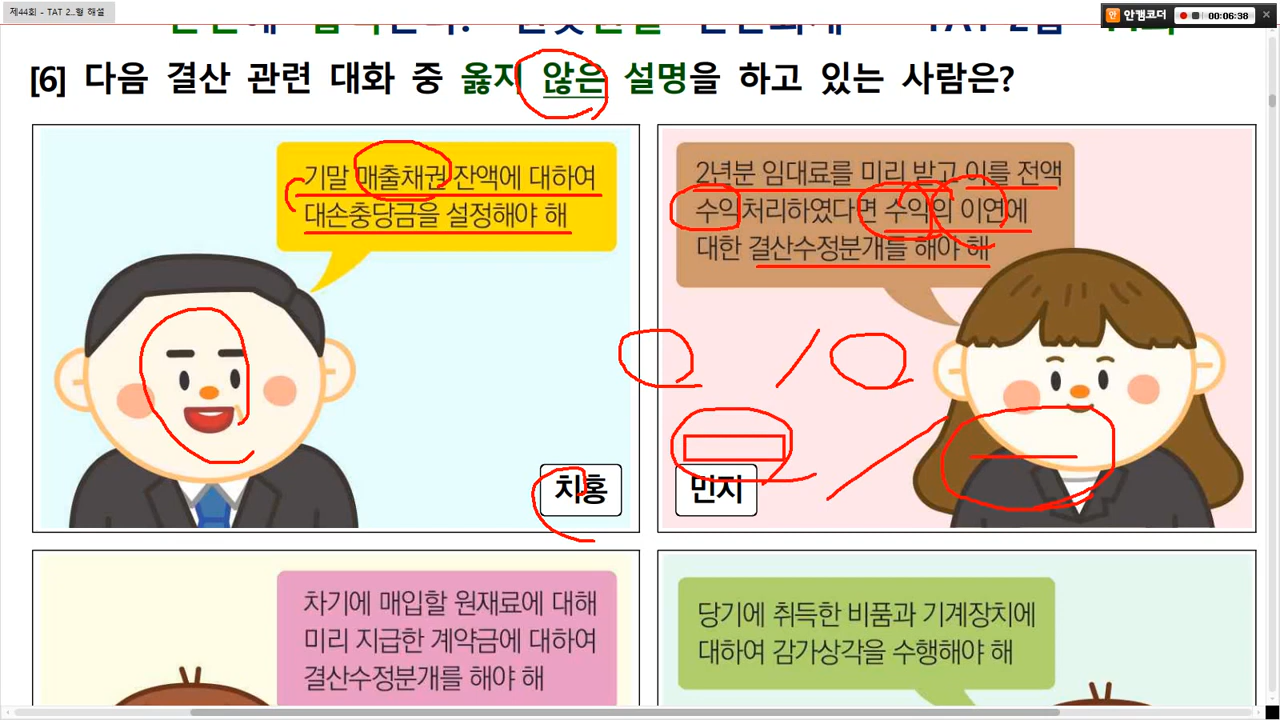 제44회 - TAT 2...형 해설
안캠코더
00:06:38
[6] 다음 결산 관련 대화 중 옳지 않은 설명을 하고 있는 사람은?
기말 매출채권 잔액에 대하여
대손충당금을 설정해야 해
치홍
2년분 임대료를 미리 받고 이를 전액
수익처리하였다면 수익의 이연에
대한 결산수정분개를 해야 해
민지
차기에 매입할 원재료에 대해
미리 지급한 계약금에 대하여
결산수정분개를 해야 해
당기에 취득한 비품과 기계장치에
대하여 감가상각을 수행해야 해